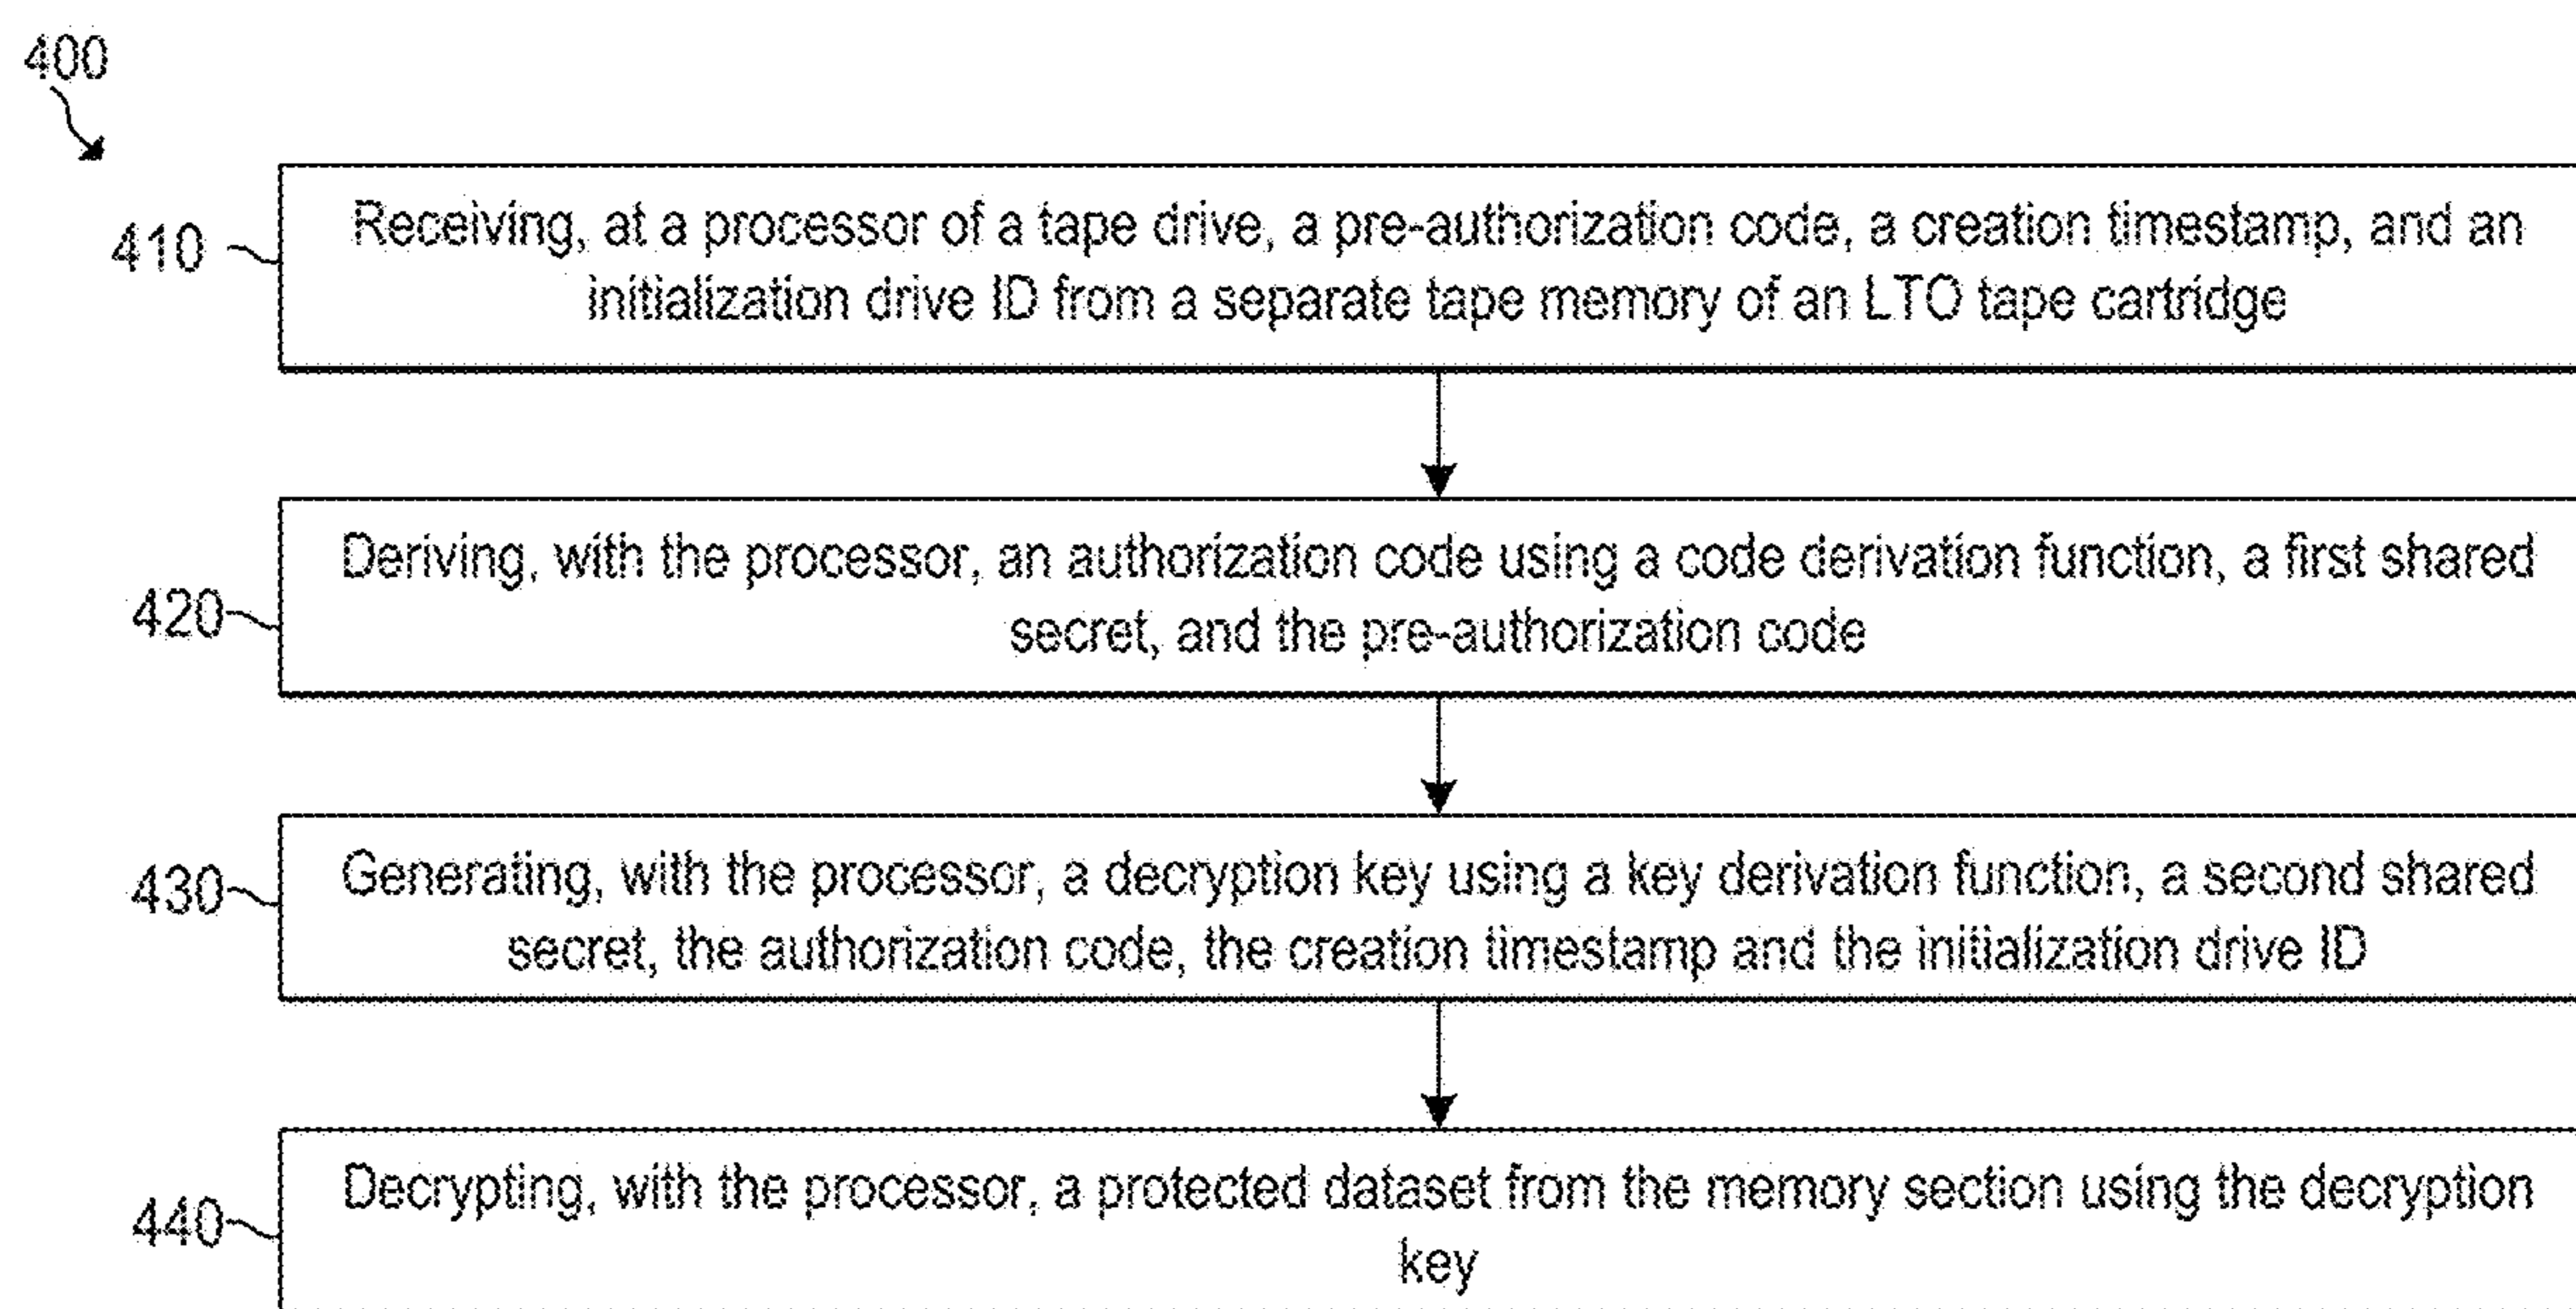 400
410
Receiving, at a processor of a tape drive, a pre-authorization code, a creation timestamp, and an
initialization drive ID from a separate tape memory of an LTO tape cartridge
420
Deriving, with the processor, an authorization code using a code derivation function, a first shared
secret, and the pre-authorization code
430
Generating, with the processor, a decryption key using a key derivation function, a second shared
secret, the authorization code, the creation timestamp and the initialization drive ID
440
Decrypting, with the processor, a protected dataset from the memory section using the decryption
key